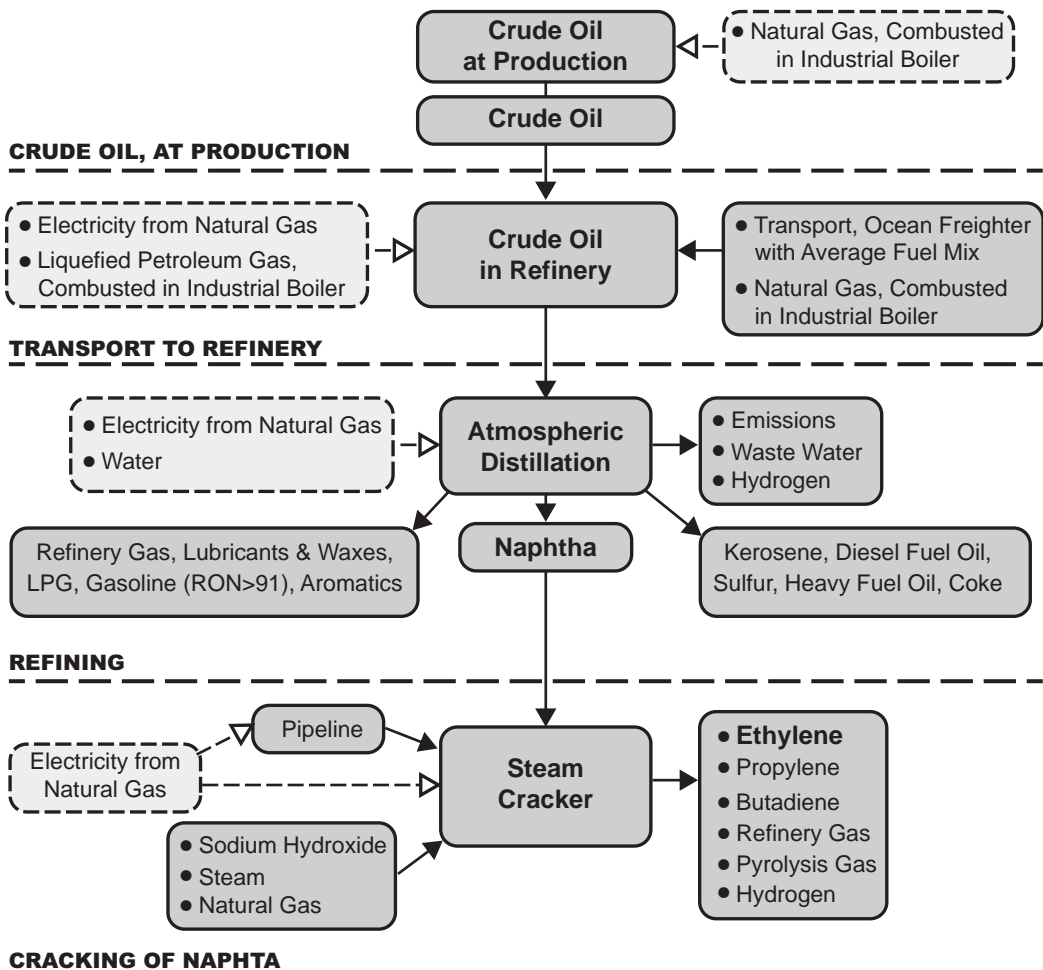 Crude Oil
at Production
● Natural Gas, Combusted
in Industrial Boiler
Crude Oil
CRUDE OIL, AT PRODUCTION
● Electricity from Natural Gas
● Liquefied Petroleum Gas,
Combusted in Industrial Boiler
Crude Oil
in Refinery
● Transport, Ocean Freighter
with Average Fuel Mix
● Natural Gas, Combusted
in Industrial Boiler
TRANSPORT TO REFINERY
● Electricity from Natural Gas
● Water
Atmospheric
Distillation
● Emissions
● Waste Water
● Hydrogen
Refinery Gas, Lubricants & Waxes,
LPG, Gasoline (RON>91), Aromatics
Naphtha
Kerosene, Diesel Fuel Oil,
Sulfur, Heavy Fuel Oil, Coke
REFINING
Pipeline
Electricity from
Natural Gas
Steam
Cracker
● Ethylene
● Propylene
● Butadiene
● Refinery Gas
● Pyrolysis Gas
● Hydrogen
● Sodium Hydroxide
● Steam
● Natural Gas
CRACKING OF NAPHTA